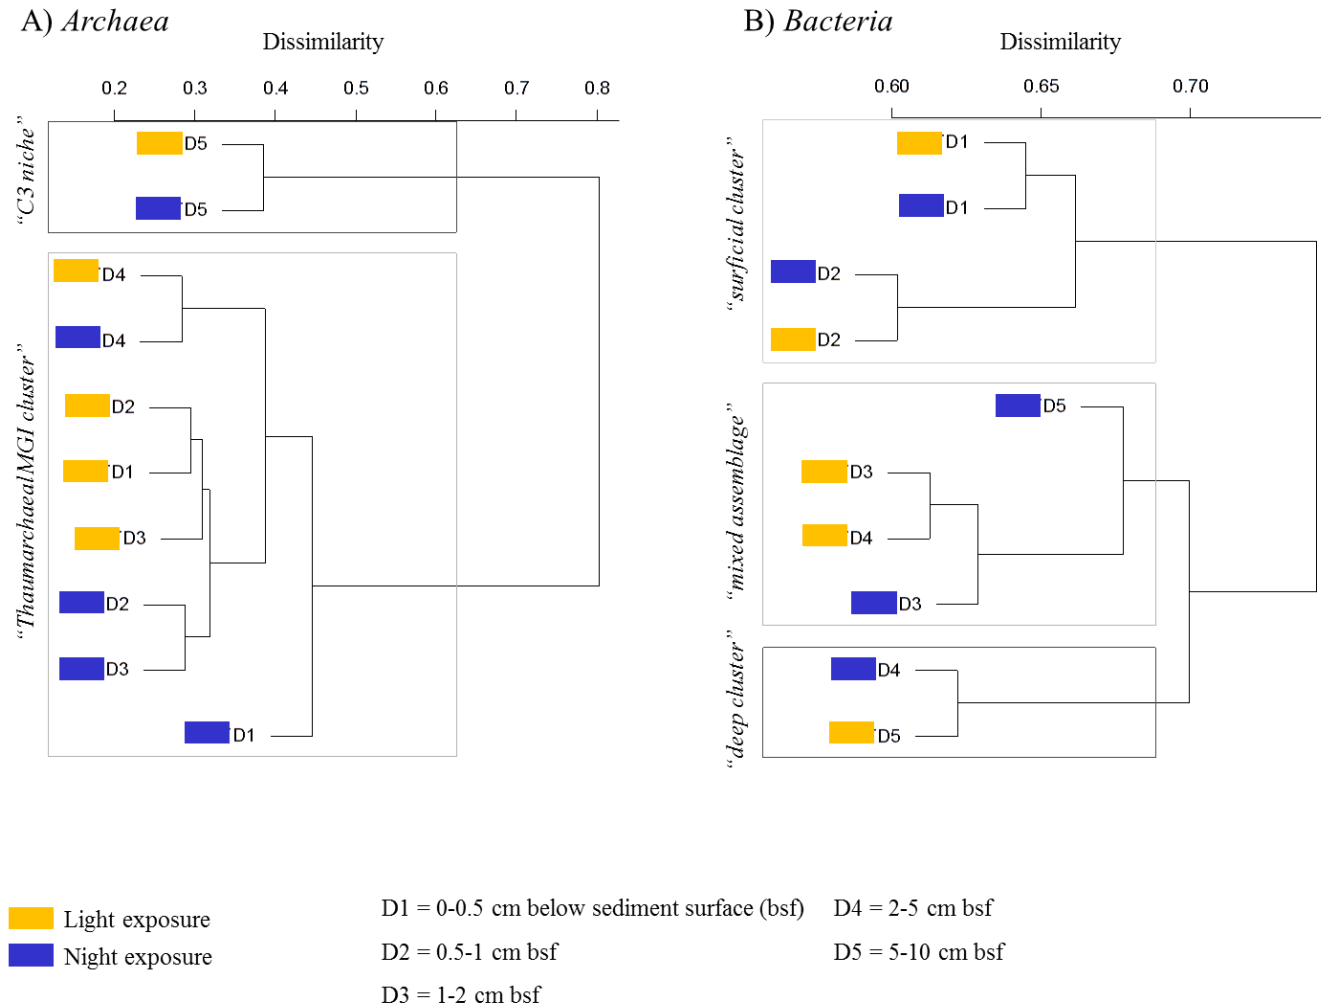 A) Archaea
Dissimilarity
0.2 0.3 0.4 0.5 0.6 0.7 0.8
“C3 niche”
D5
D5
“Thaumarchaeal MGI cluster”
D4
D4
D2
D1
D3
D2
D3
D1
B) Bacteria
Dissimilarity
0.60 0.65 0.70
“surficial cluster”
D1
D1
D2
D2
“mixed assemblage”
D5
D3
D4
D3
“deep cluster”
D4
D5
Light exposure
Night exposure
D1 = 0-0.5 cm below sediment surface (bsf)
D2 = 0.5-1 cm bsf
D3 = 1-2 cm bsf
D4 = 2-5 cm bsf
D5 = 5-10 cm bsf